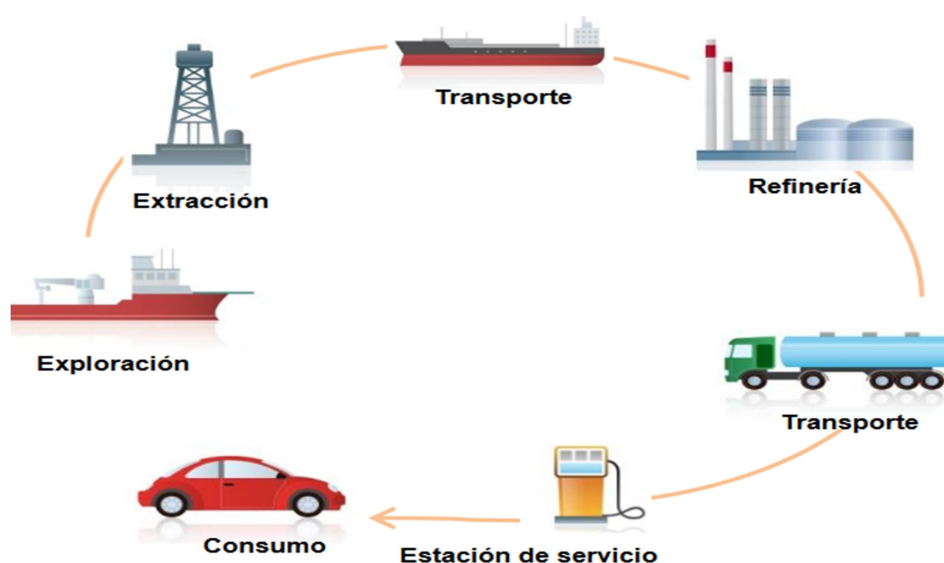 Transporte
Extracción
Refinería
Exploración
Transporte
Consumo
Estación de servicio